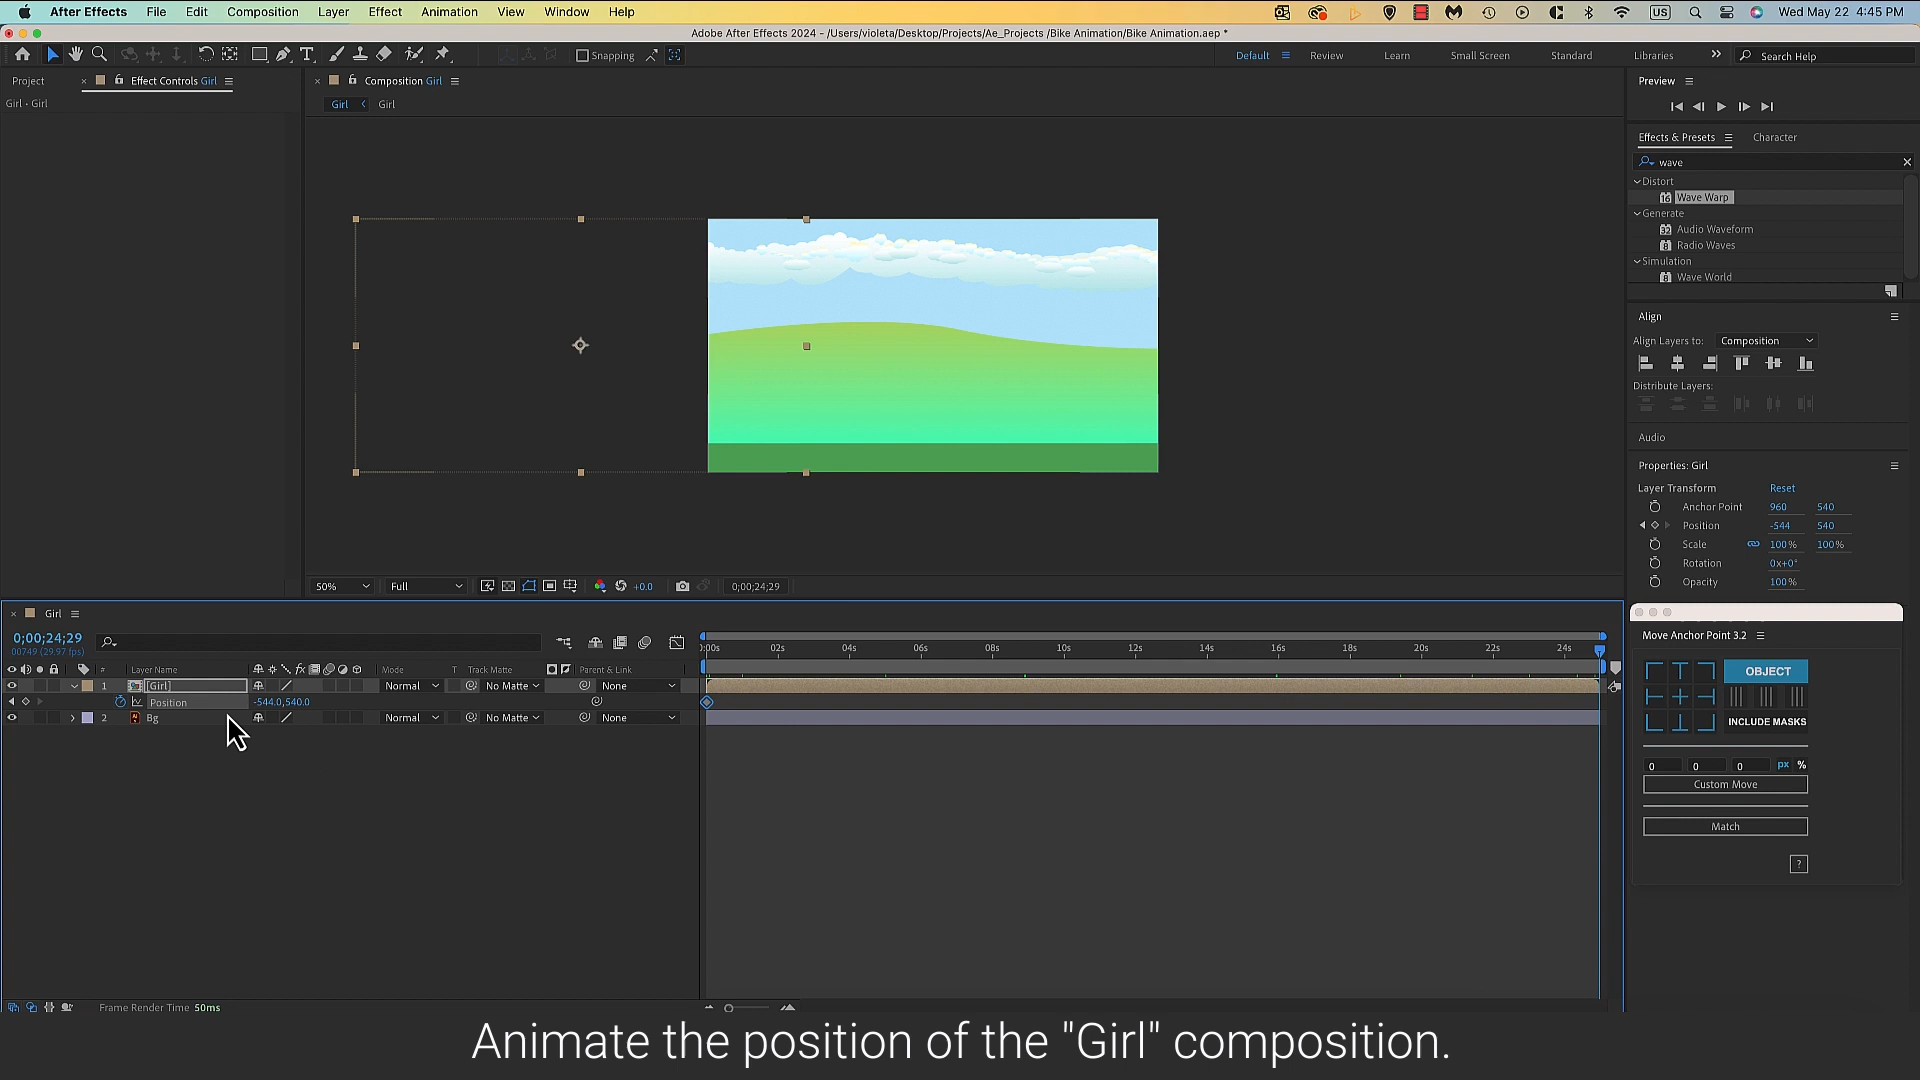 After Effects File Edit Composition Layer Effect Animation View Window Help US Wed May 22 4:45 PM
Adobe After Effects 2024 - /Users/violeta/Desktop/Projects/Ae_Projects /Bike Animation/Bike Animation.aep *
Snapping Default Review Learn Small Screen Standard Libraries Search Help
Project Effect Controls Girl Composition Girl Preview
Girl • Girl Girl Girl
Effects & Presets Character
wave
Distort
Wave Warp
Generate
Audio Waveform
Radio Waves
Simulation
Wave World
Align
Align Layers to: Composition
Distribute Layers:
Audio
Properties: Girl
Layer Transform Reset
Anchor Point 960 540
Position -544 540
Scale 100% 100%
Rotation 0x+0°
Opacity 100%
50% Full +0.0 0;00;24;29
Girl
0;00;24;29
00749 (29.97 fps)
0:00s 02s 04s 06s 08s 10s 12s 14s 16s 18s 20s 22s 24s
# Layer Name fx Mode T Track Matte Parent & Link
1 [Girl] Normal No Matte None
Position -544.0,540.0
2 Bg Normal No Matte None
Move Anchor Point 3.2
OBJECT
INCLUDE MASKS
0 0 0 px %
Custom Move
Match
?
Frame Render Time 50ms
Animate the position of the "Girl" composition.